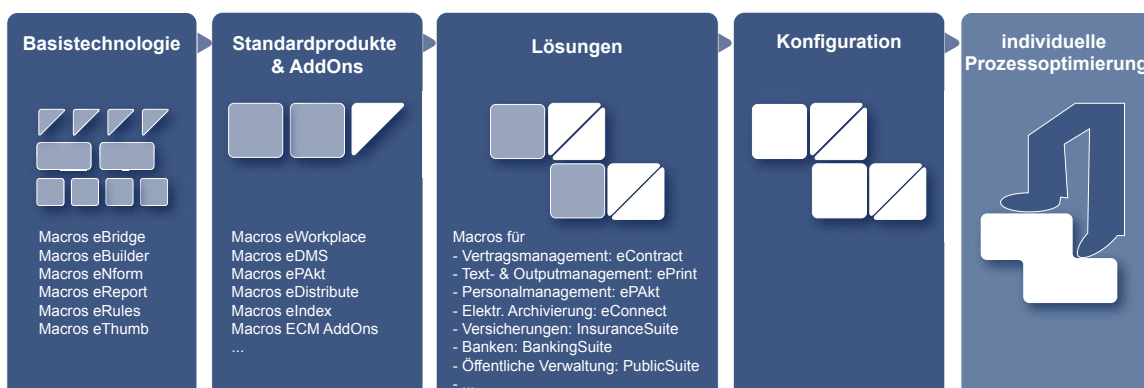 Basistechnologie
Macros eBridge
Macros eBuilder
Macros eNform
Macros eReport
Macros eRules
Macros eThumb
Standardprodukte
& AddOns
Macros eWorkplace
Macros eDMS
Macros ePAkt
Macros eDistribute
Macros eIndex
Macros ECM AddOns
...
Lösungen
Macros für
- Vertragsmanagement: eContract
- Text- & Outputmanagement: ePrint
- Personalmanagement: ePAkt
- Elektr. Archivierung: eConnect
- Versicherungen: InsuranceSuite
- Banken: BankingSuite
- Öffentliche Verwaltung: PublicSuite
- ...
Konfiguration
individuelle
Prozessoptimierung